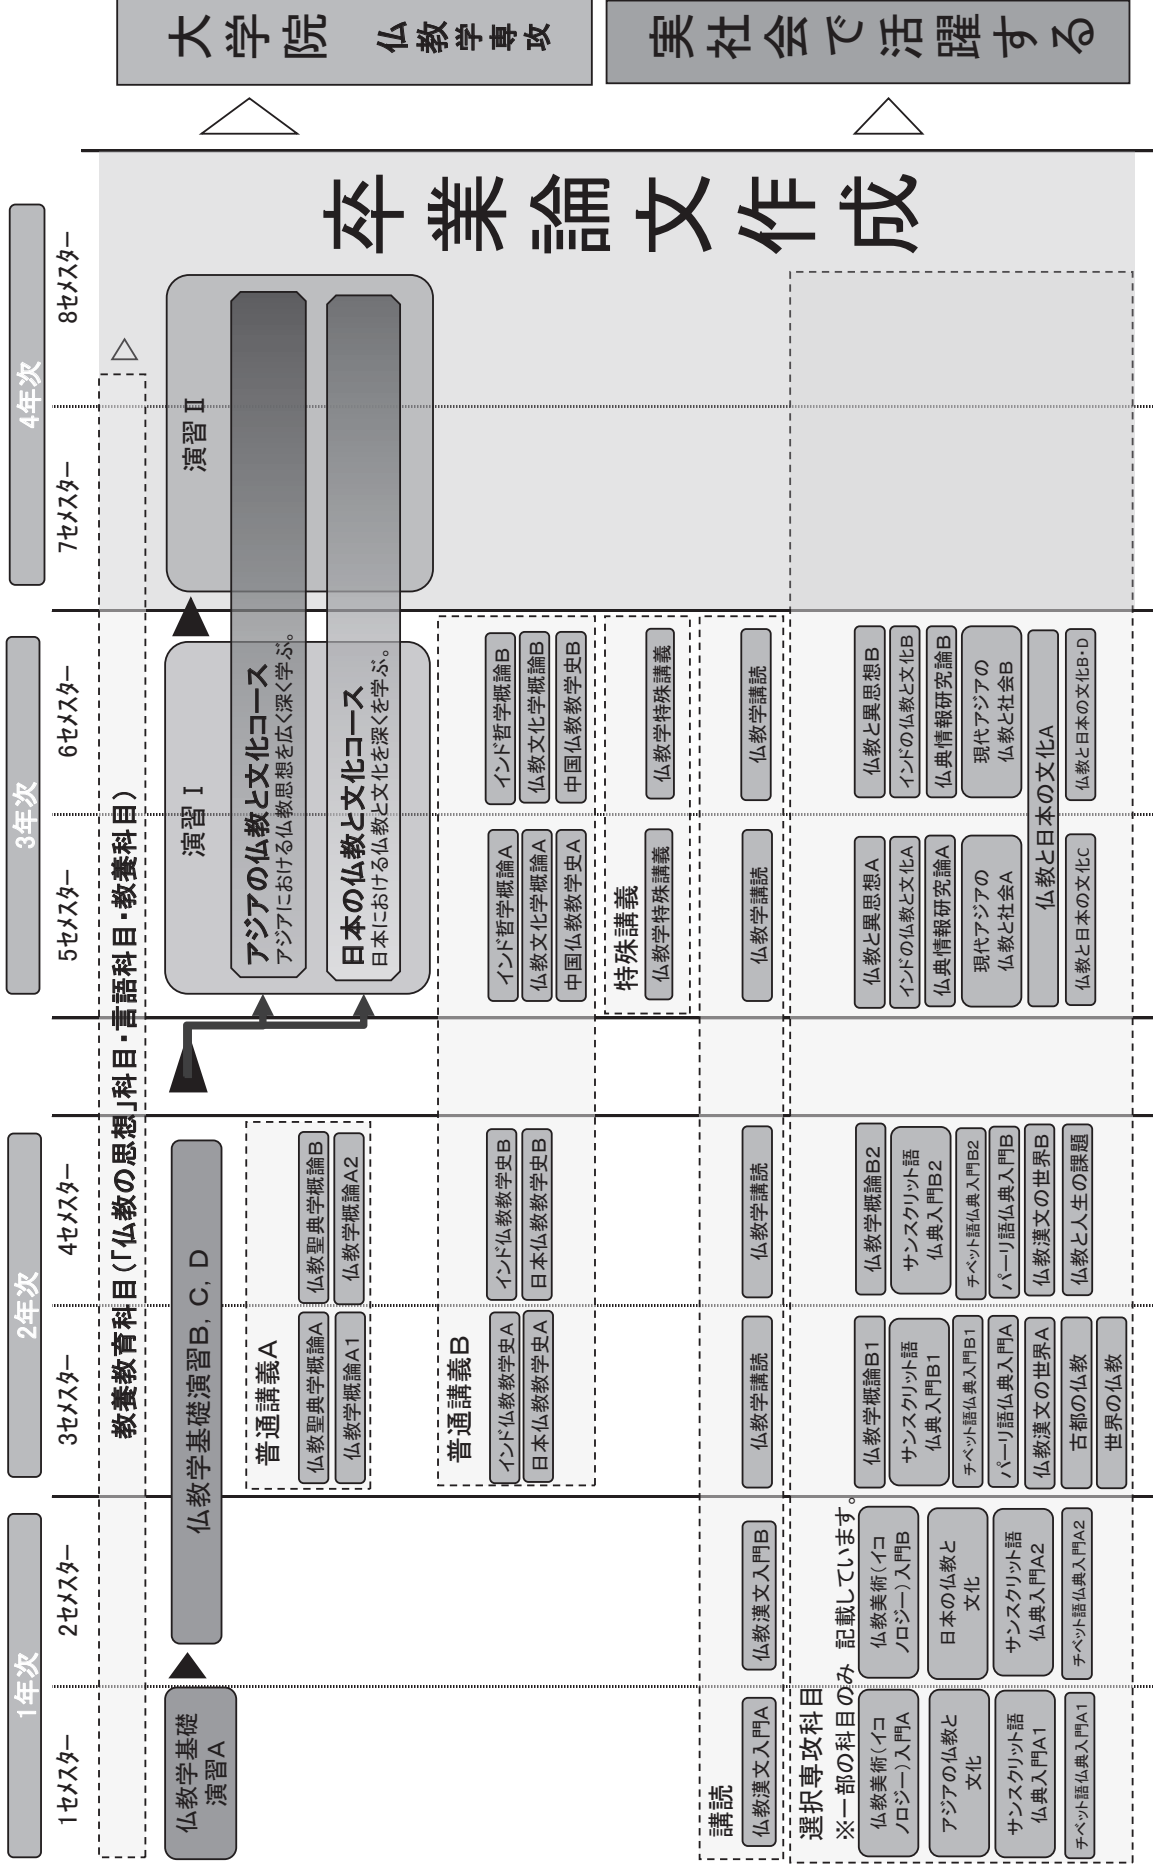 1年次
2年次
3年次
4年次
1セメスター
2セメスター
3セメスター
4セメスター
5セメスター
6セメスター
7セメスター
8セメスター
教養教育科目(「仏教の思想」科目・言語科目・教養科目)
仏教学基礎
演習A
仏教学基礎演習B, C, D
演習Ⅰ
演習Ⅱ
アジアの仏教と文化コース
アジアにおける仏教思想を広く深く学ぶ。
日本の仏教と文化コース
日本における仏教と文化を深くを学ぶ。
普通講義A
仏教聖典学概論A
仏教聖典学概論B
仏教学概論A1
仏教学概論A2
普通講義B
インド仏教教学史A
インド仏教教学史B
インド哲学概論A
インド哲学概論B
日本仏教教学史A
日本仏教教学史B
仏教文化学概論A
仏教文化学概論B
中国仏教教学史A
中国仏教教学史B
特殊講義
仏教学特殊講義
仏教学特殊講義
講読
仏教漢文入門A
仏教漢文入門B
仏教学講読
仏教学講読
仏教学講読
仏教学講読
選択専攻科目
※一部の科目のみ 記載しています。
仏教美術(イコ
ノロジー)入門A
仏教美術(イコ
ノロジー)入門B
仏教学概論B1
仏教学概論B2
仏教と異思想A
仏教と異思想B
インドの仏教と文化A
インドの仏教と文化B
アジアの仏教と
文化
日本の仏教と
文化
サンスクリット語
仏典入門B1
サンスクリット語
仏典入門B2
仏典情報研究論A
仏典情報研究論B
サンスクリット語
仏典入門A1
サンスクリット語
仏典入門A2
チベット語仏典入門B1
チベット語仏典入門B2
パーリ語仏典入門A
パーリ語仏典入門B
現代アジアの
仏教と社会A
現代アジアの
仏教と社会B
仏教漢文の世界A
仏教漢文の世界B
仏教と日本の文化A
チベット語仏典入門A1
チベット語仏典入門A2
古都の仏教
仏教と人生の課題
仏教と日本の文化C
仏教と日本の文化B・D
世界の仏教
卒業論文作成
大学院 仏教学専攻
実社会で活躍する